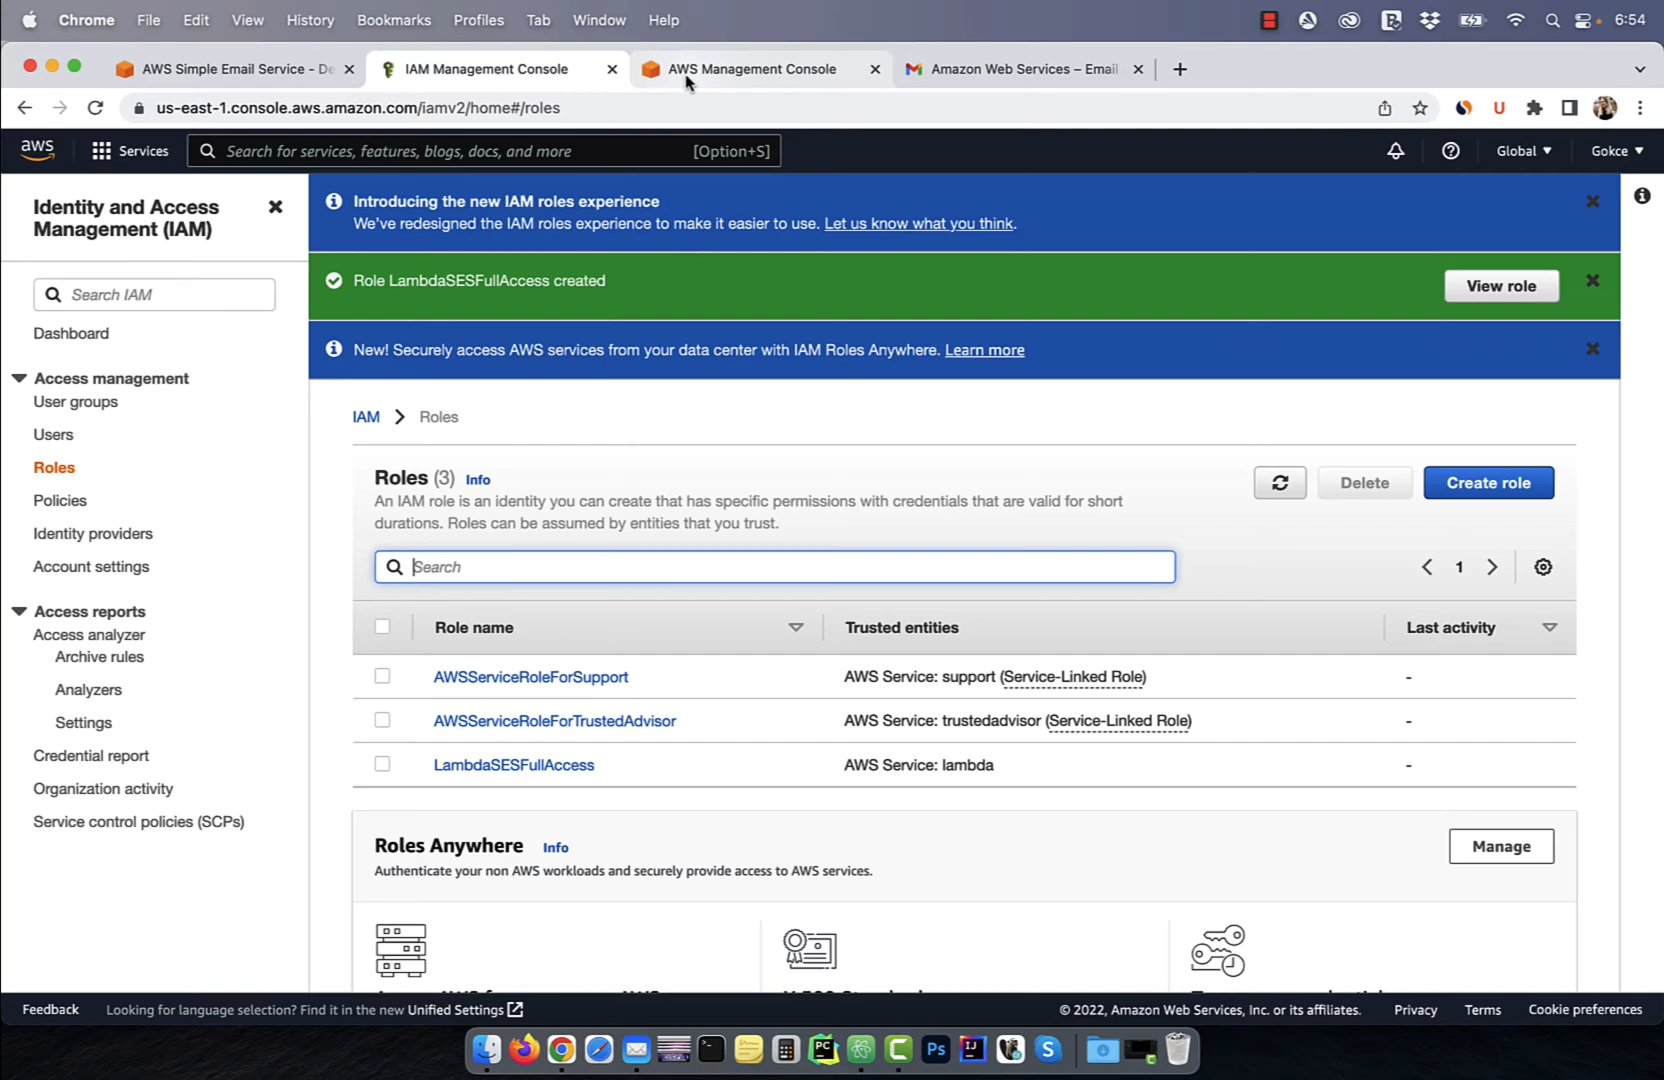 Chrome File Edit View History Bookmarks Profiles Tab Window Help 6:54
AWS Simple Email Service - De
IAM Management Console
AWS Management Console
Amazon Web Services – Email
us-east-1.console.aws.amazon.com/iamv2/home#/roles
aws
Services
Search for services, features, blogs, docs, and more
[Option+S]
Global
Gokce
Identity and Access
Management (IAM)
Search IAM
Dashboard
Access management
User groups
Users
Roles
Policies
Identity providers
Account settings
Access reports
Access analyzer
Archive rules
Analyzers
Settings
Credential report
Organization activity
Service control policies (SCPs)
Introducing the new IAM roles experience
We've redesigned the IAM roles experience to make it easier to use. Let us know what you think.
Role LambdaSESFullAccess created
View role
New! Securely access AWS services from your data center with IAM Roles Anywhere. Learn more
IAM
Roles
Roles (3) Info
An IAM role is an identity you can create that has specific permissions with credentials that are valid for short
durations. Roles can be assumed by entities that you trust.
Delete
Create role
Search
1
Role name
Trusted entities
Last activity
AWSServiceRoleForSupport
AWS Service: support (Service-Linked Role)
-
AWSServiceRoleForTrustedAdvisor
AWS Service: trustedadvisor (Service-Linked Role)
-
LambdaSESFullAccess
AWS Service: lambda
-
Roles Anywhere Info
Authenticate your non AWS workloads and securely provide access to AWS services.
Manage
Feedback
Looking for language selection? Find it in the new Unified Settings
© 2022, Amazon Web Services, Inc. or its affiliates.
Privacy
Terms
Cookie preferences
PC
Ps
IJ